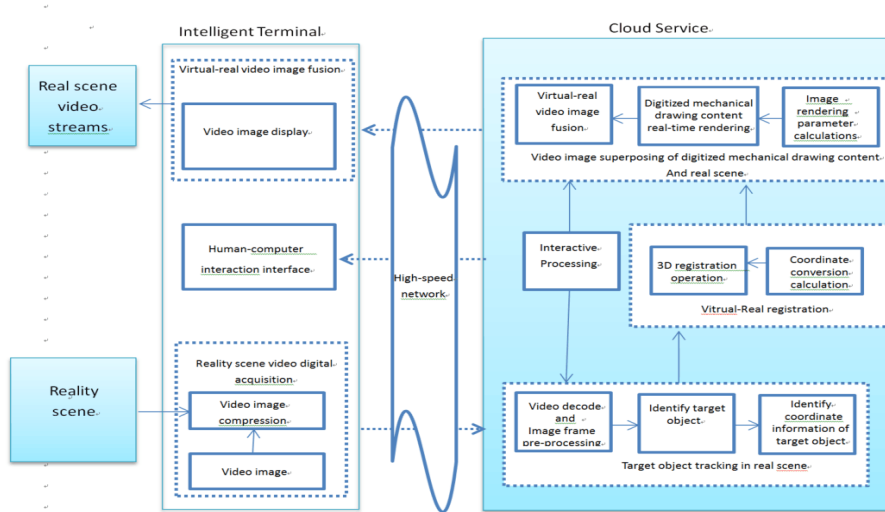 Intelligent Terminal
Cloud Service
Real scene
video
streams
Virtual-real video image fusion
Video image display
Virtual-real
video image
fusion
Digitized mechanical
drawing content
real-time rendering
Image
rendering
parameter
calculations
Video image superposing of digitized mechanical drawing content
And real scene
Human-computer
interaction interface
High-speed
network
Interactive
Processing
3D registration
operation
Coordinate
conversion
calculation
Vitrual-Real registration
Reality
scene
Reality scene video digital
acquisition
Video image
compression
Video image
Video decode
and
Image frame
pre-processing
Identify target
object
Identify
coordinate
information of
target object
Target object tracking in real scene